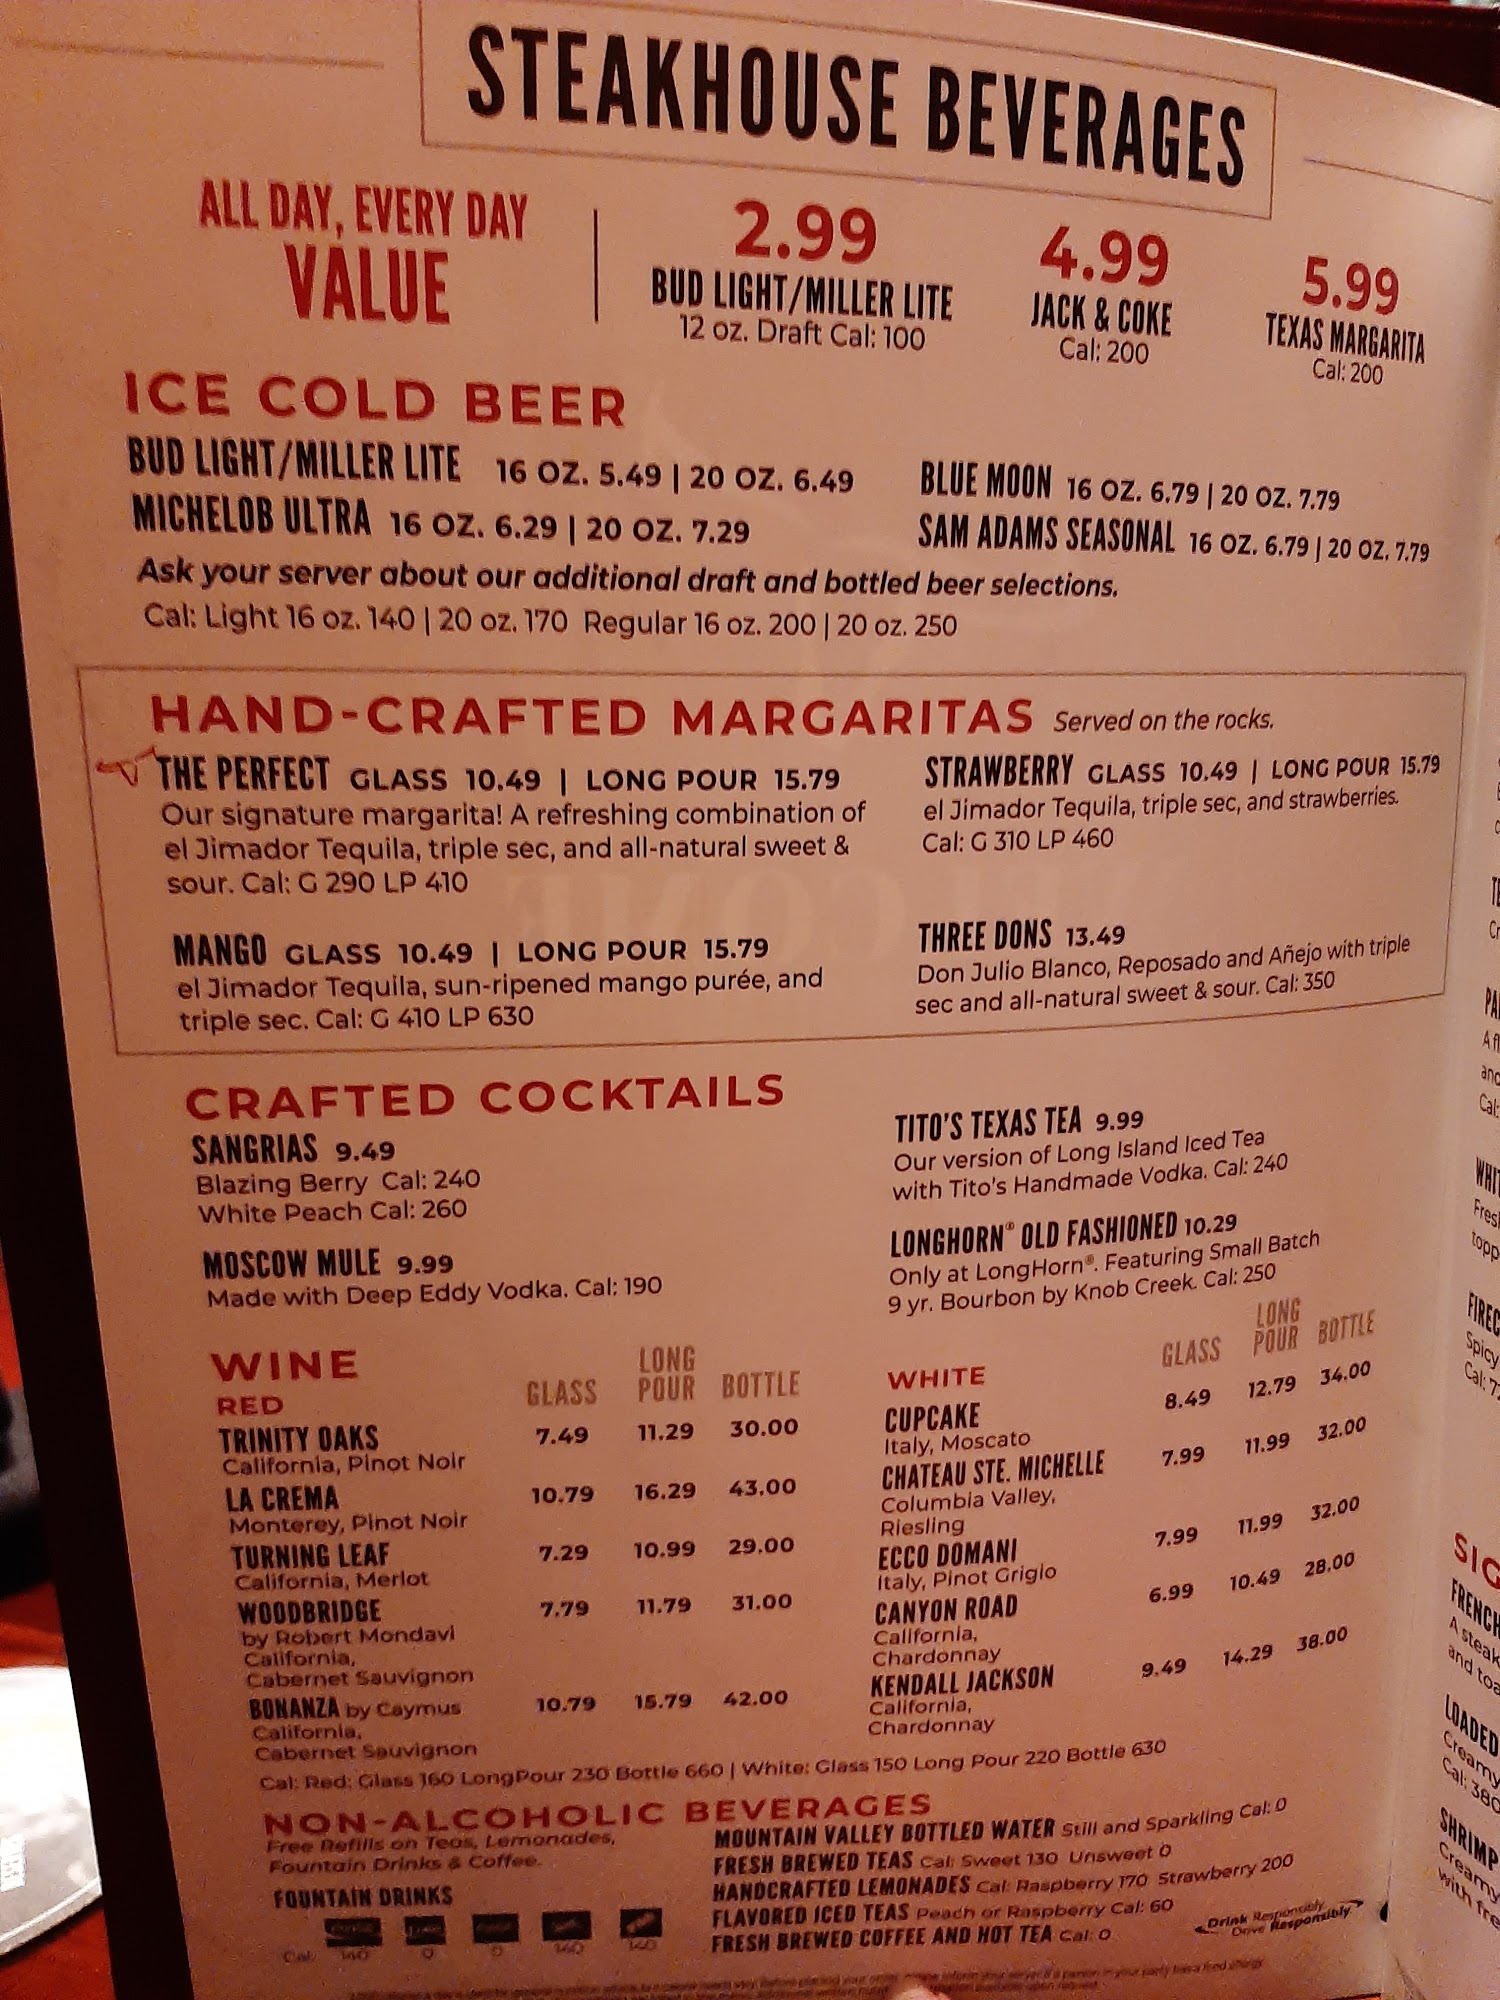 STEAKHOUSE BEVERAGES
ALL DAY, EVERY DAY
VALUE
2.99
BUD LIGHT/MILLER LITE
12 oz. Draft Cal: 100
4.99
JACK & COKE
Cal: 200
5.99
TEXAS MARGARITA
Cal: 200
ICE COLD BEER
BUD LIGHT/MILLER LITE 16 OZ. 5.49 | 20 OZ. 6.49
MICHELOB ULTRA 16 OZ. 6.29 | 20 OZ. 7.29
BLUE MOON 16 OZ. 6.79 | 20 OZ. 7.79
SAM ADAMS SEASONAL 16 OZ. 6.79 | 20 OZ. 7.79
Ask your server about our additional draft and bottled beer selections.
Cal: Light 16 oz. 140 | 20 oz. 170 Regular 16 oz. 200 | 20 oz. 250
HAND-CRAFTED MARGARITAS Served on the rocks.
THE PERFECT GLASS 10.49 | LONG POUR 15.79
Our signature margarita! A refreshing combination of
el Jimador Tequila, triple sec, and all-natural sweet &
sour. Cal: G 290 LP 410
STRAWBERRY GLASS 10.49 | LONG POUR 15.79
el Jimador Tequila, triple sec, and strawberries.
Cal: G 310 LP 460
MANGO GLASS 10.49 | LONG POUR 15.79
el Jimador Tequila, sun-ripened mango purée, and
triple sec. Cal: G 410 LP 630
THREE DONS 13.49
Don Julio Blanco, Reposado and Añejo with triple
sec and all-natural sweet & sour. Cal: 350
CRAFTED COCKTAILS
SANGRIAS 9.49
Blazing Berry Cal: 240
White Peach Cal: 260
MOSCOW MULE 9.99
Made with Deep Eddy Vodka. Cal: 190
TITO'S TEXAS TEA 9.99
Our version of Long Island Iced Tea
with Tito's Handmade Vodka. Cal: 240
LONGHORN® OLD FASHIONED 10.29
Only at LongHorn®. Featuring Small Batch
9 yr. Bourbon by Knob Creek. Cal: 250
WINE
RED GLASS LONG POUR BOTTLE
TRINITY OAKS 7.49 11.29 30.00
California, Pinot Noir
LA CREMA 10.79 16.29 43.00
Monterey, Pinot Noir
TURNING LEAF 7.29 10.99 29.00
California, Merlot
WOODBRIDGE 7.79 11.79 31.00
by Robert Mondavi
California,
Cabernet Sauvignon
BONANZA by Caymus 10.79 15.79 42.00
California,
Cabernet Sauvignon
WHITE GLASS LONG POUR BOTTLE
CUPCAKE 8.49 12.79 34.00
Italy, Moscato
CHATEAU STE. MICHELLE 7.99 11.99 32.00
Columbia Valley,
Riesling
ECCO DOMANI 7.99 11.99 32.00
Italy, Pinot Grigio
CANYON ROAD 6.99 10.49 28.00
California,
Chardonnay
KENDALL JACKSON 9.49 14.29 38.00
California,
Chardonnay
Cal: Red: Glass 160 LongPour 230 Bottle 660 | White: Glass 150 Long Pour 220 Bottle 630
NON-ALCOHOLIC BEVERAGES
Free Refills on Teas, Lemonades,
Fountain Drinks & Coffee.
FOUNTAIN DRINKS
Cal: 140 0 0 140 140
MOUNTAIN VALLEY BOTTLED WATER Still and Sparkling Cal: 0
FRESH BREWED TEAS Cal: Sweet 130 Unsweet 0
HANDCRAFTED LEMONADES Cal: Raspberry 170 Strawberry 200
FLAVORED ICED TEAS Peach or Raspberry Cal: 60
FRESH BREWED COFFEE AND HOT TEA Cal: 0
Drink Responsibly
Drive Responsibly.